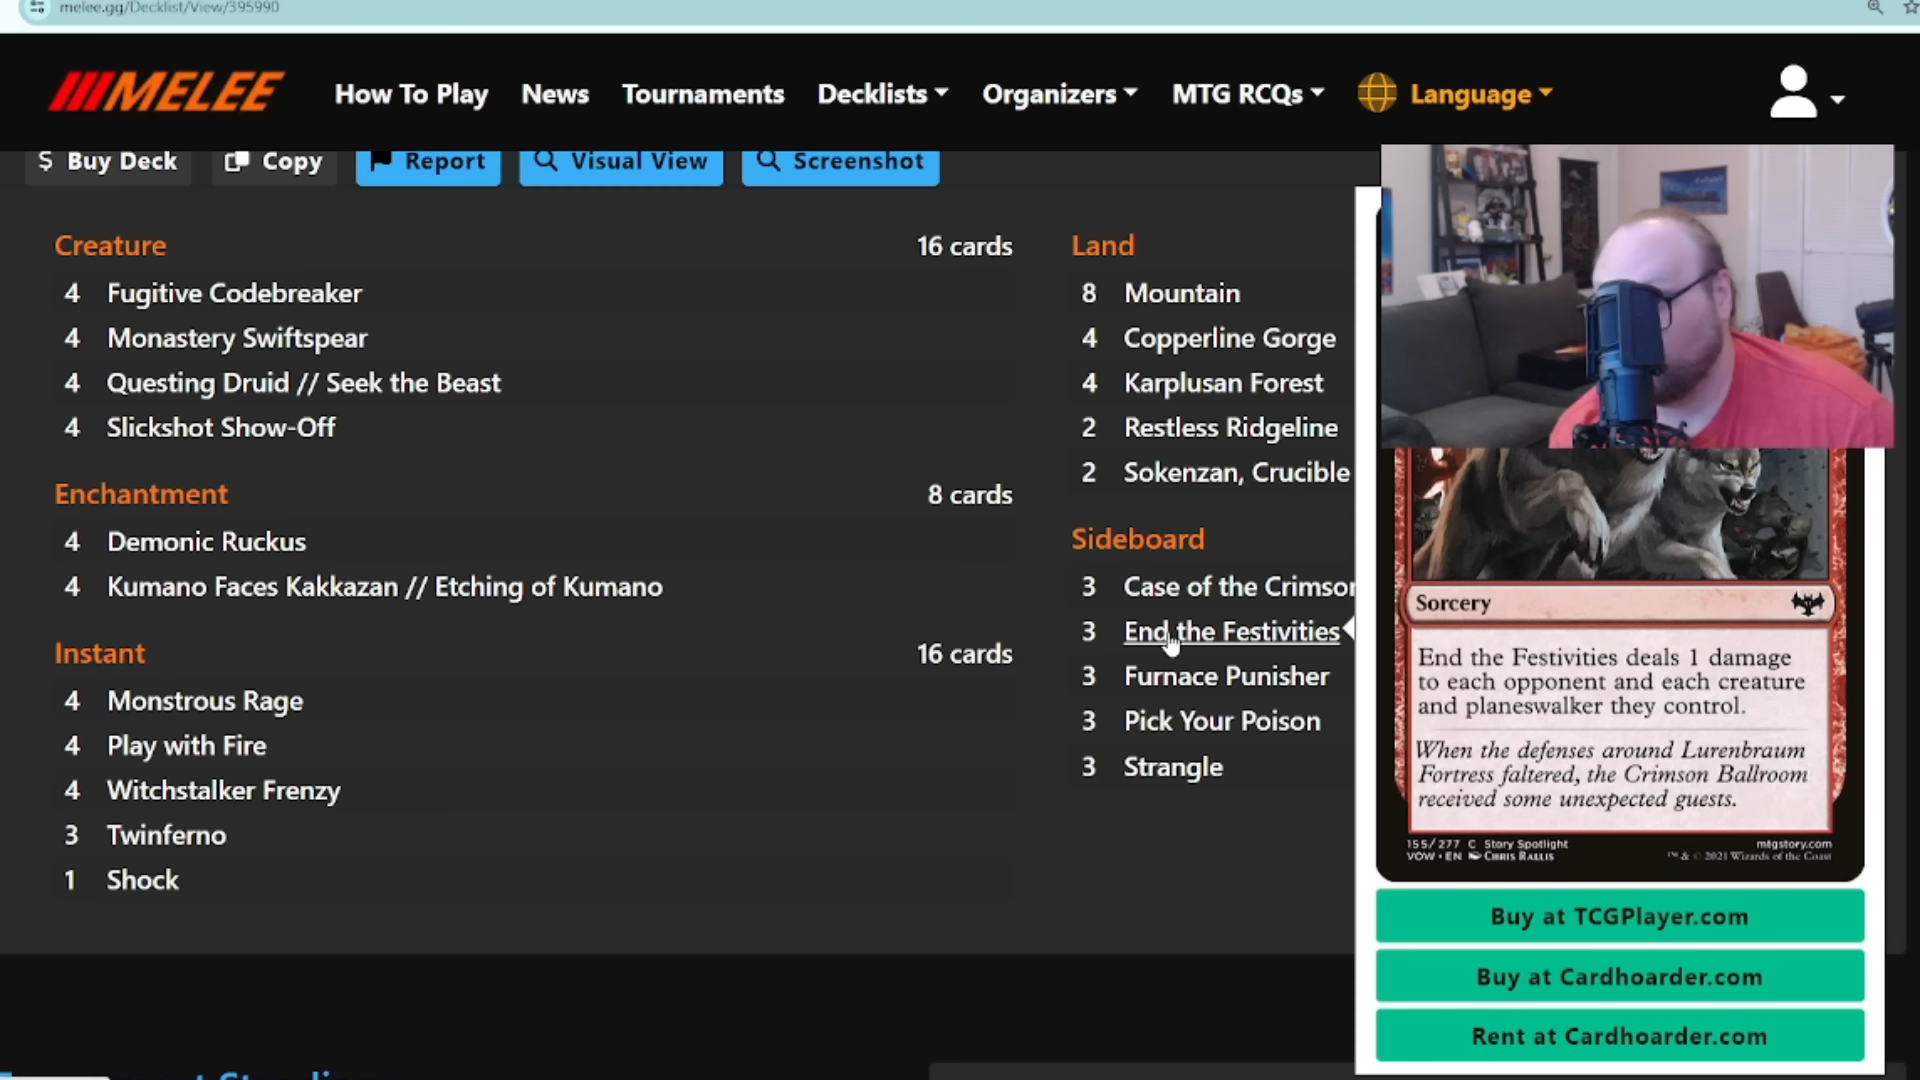 melee.gg/Decklist/View/395990
MELEE
How To Play
News
Tournaments
Decklists
Organizers
MTG RCQs
Language
$ Buy Deck
Copy
Report
Visual View
Screenshot
Creature 16 cards
4 Fugitive Codebreaker
4 Monastery Swiftspear
4 Questing Druid // Seek the Beast
4 Slickshot Show-Off
Enchantment 8 cards
4 Demonic Ruckus
4 Kumano Faces Kakkazan // Etching of Kumano
Instant 16 cards
4 Monstrous Rage
4 Play with Fire
4 Witchstalker Frenzy
3 Twinferno
1 Shock
Land
8 Mountain
4 Copperline Gorge
4 Karplusan Forest
2 Restless Ridgeline
2 Sokenzan, Crucible
Sideboard
3 Case of the Crimson
3 End the Festivities
3 Furnace Punisher
3 Pick Your Poison
3 Strangle
Sorcery
End the Festivities deals 1 damage
to each opponent and each creature
and planeswalker they control.
When the defenses around Lurenbraum
Fortress faltered, the Crimson Ballroom
received some unexpected guests.
155/277 C Story Spotlight
VOW • EN Chris Rallis
mtgstory.com
™ & © 2021 Wizards of the Coast
Buy at TCGPlayer.com
Buy at Cardhoarder.com
Rent at Cardhoarder.com